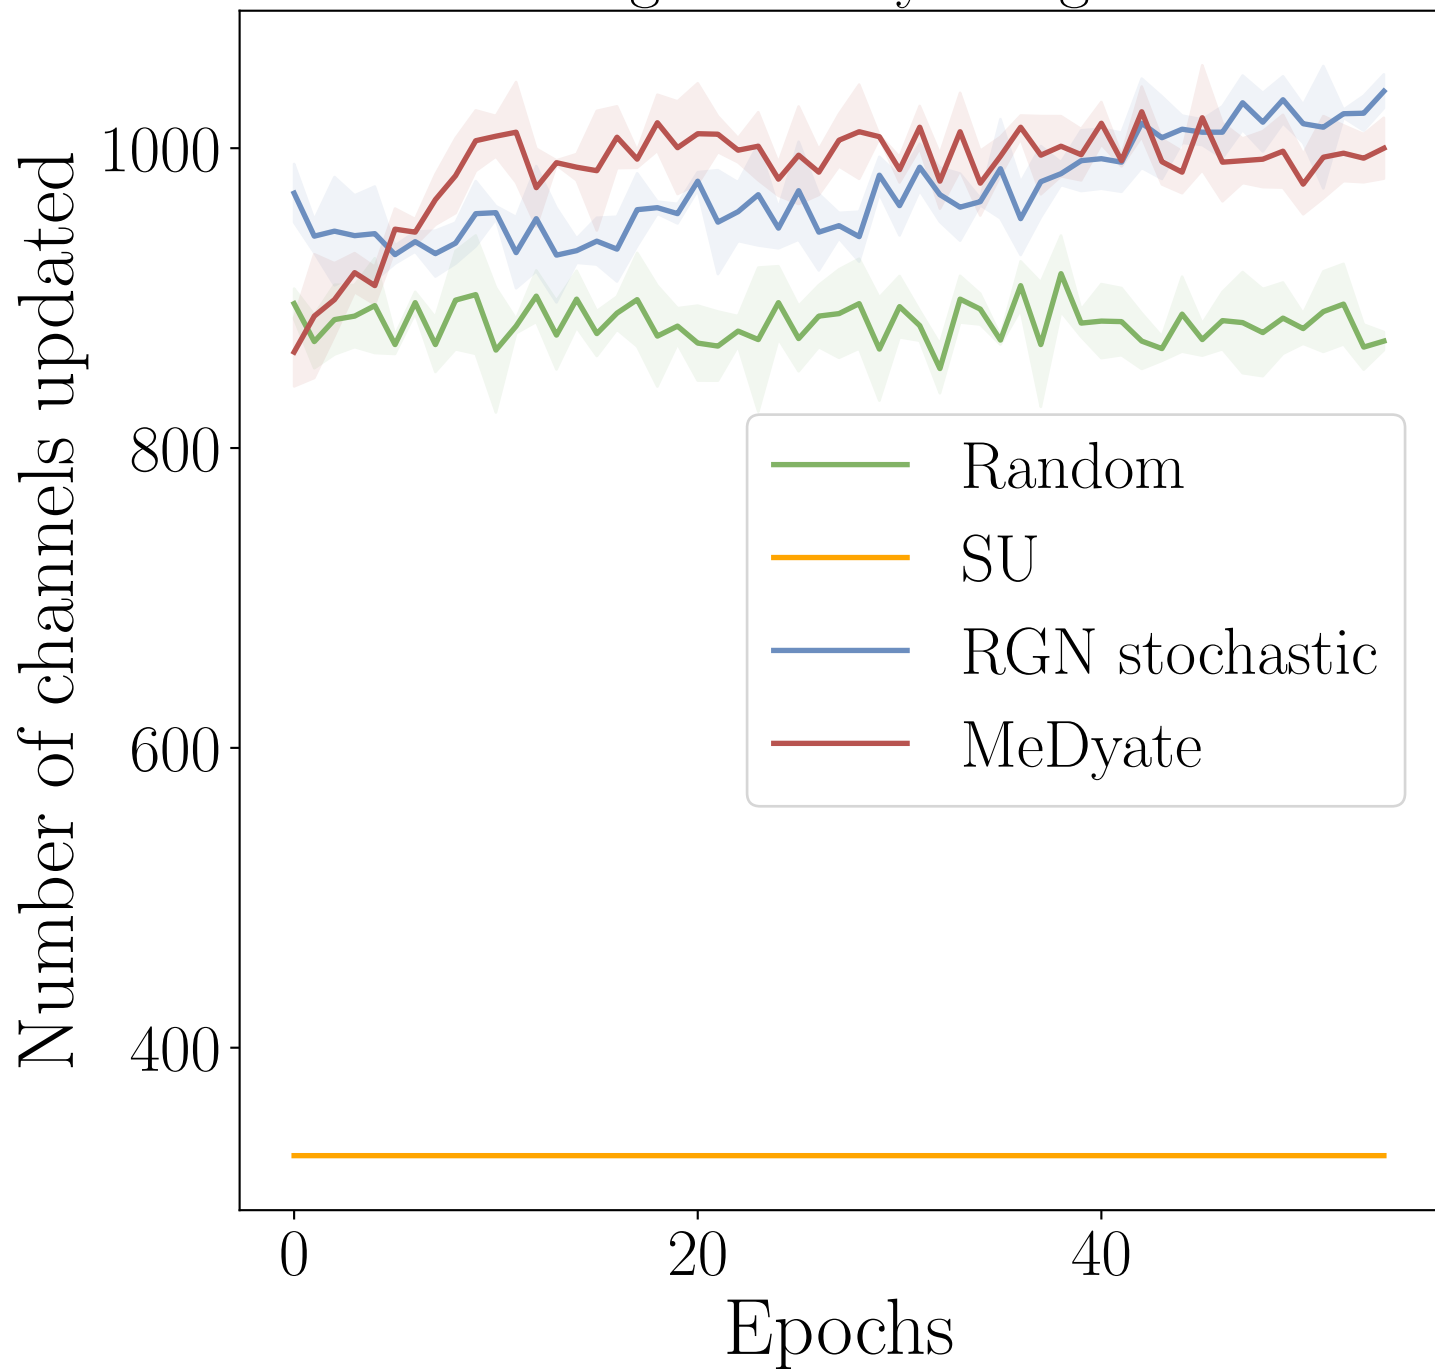 Number of channels updated
1000
800
600
400
Random
SU
RGN stochastic
MeDyate
0 20 40
Epochs